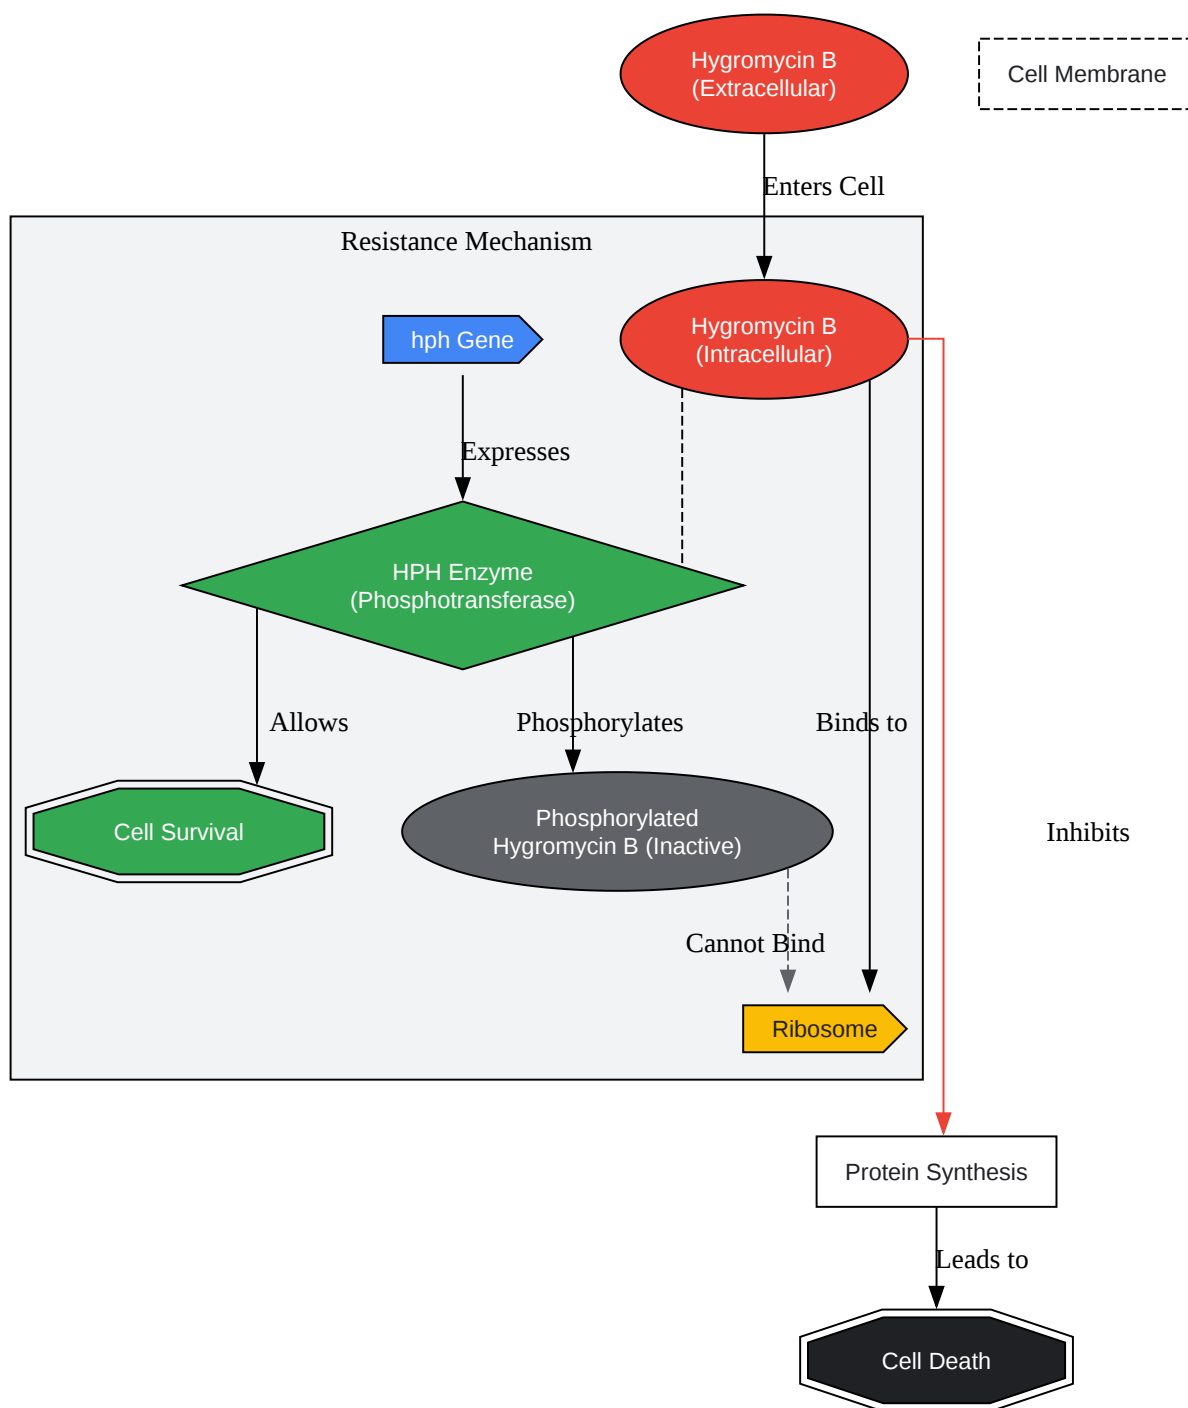 Hygromycin B
(Extracellular)
Cell Membrane
Enters Cell
Resistance Mechanism
hph Gene
Hygromycin B
(Intracellular)
Expresses
HPH Enzyme
(Phosphotransferase)
Allows
Phosphorylates
Binds to
Cell Survival
Phosphorylated
Hygromycin B (Inactive)
Inhibits
Cannot Bind
Ribosome
Protein Synthesis
Leads to
Cell Death